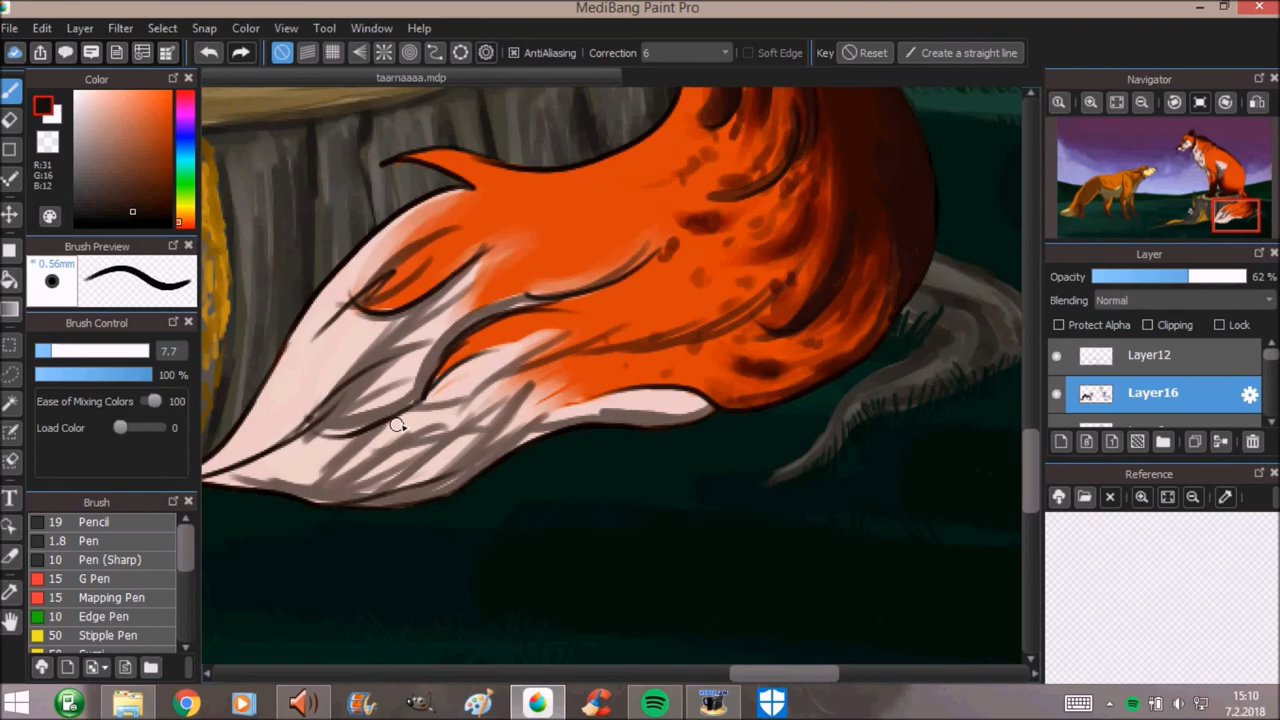 MediBang Paint Pro
File Edit Layer Filter Select Snap Color View Tool Window Help
AntiAliasing Correction 6 Soft Edge Key Reset Create a straight line
taarnaaaa.mdp
Color
R:31
G:16
B:12
Brush Preview
* 0.56mm
Brush Control
7.7
100 %
Ease of Mixing Colors 100
Load Color 0
Brush
19 Pencil
1.8 Pen
10 Pen (Sharp)
15 G Pen
15 Mapping Pen
10 Edge Pen
50 Stipple Pen
Navigator
Layer
Opacity 62 %
Blending Normal
Protect Alpha Clipping Lock
Layer12
Layer16
Reference
15:10
7.2.2018